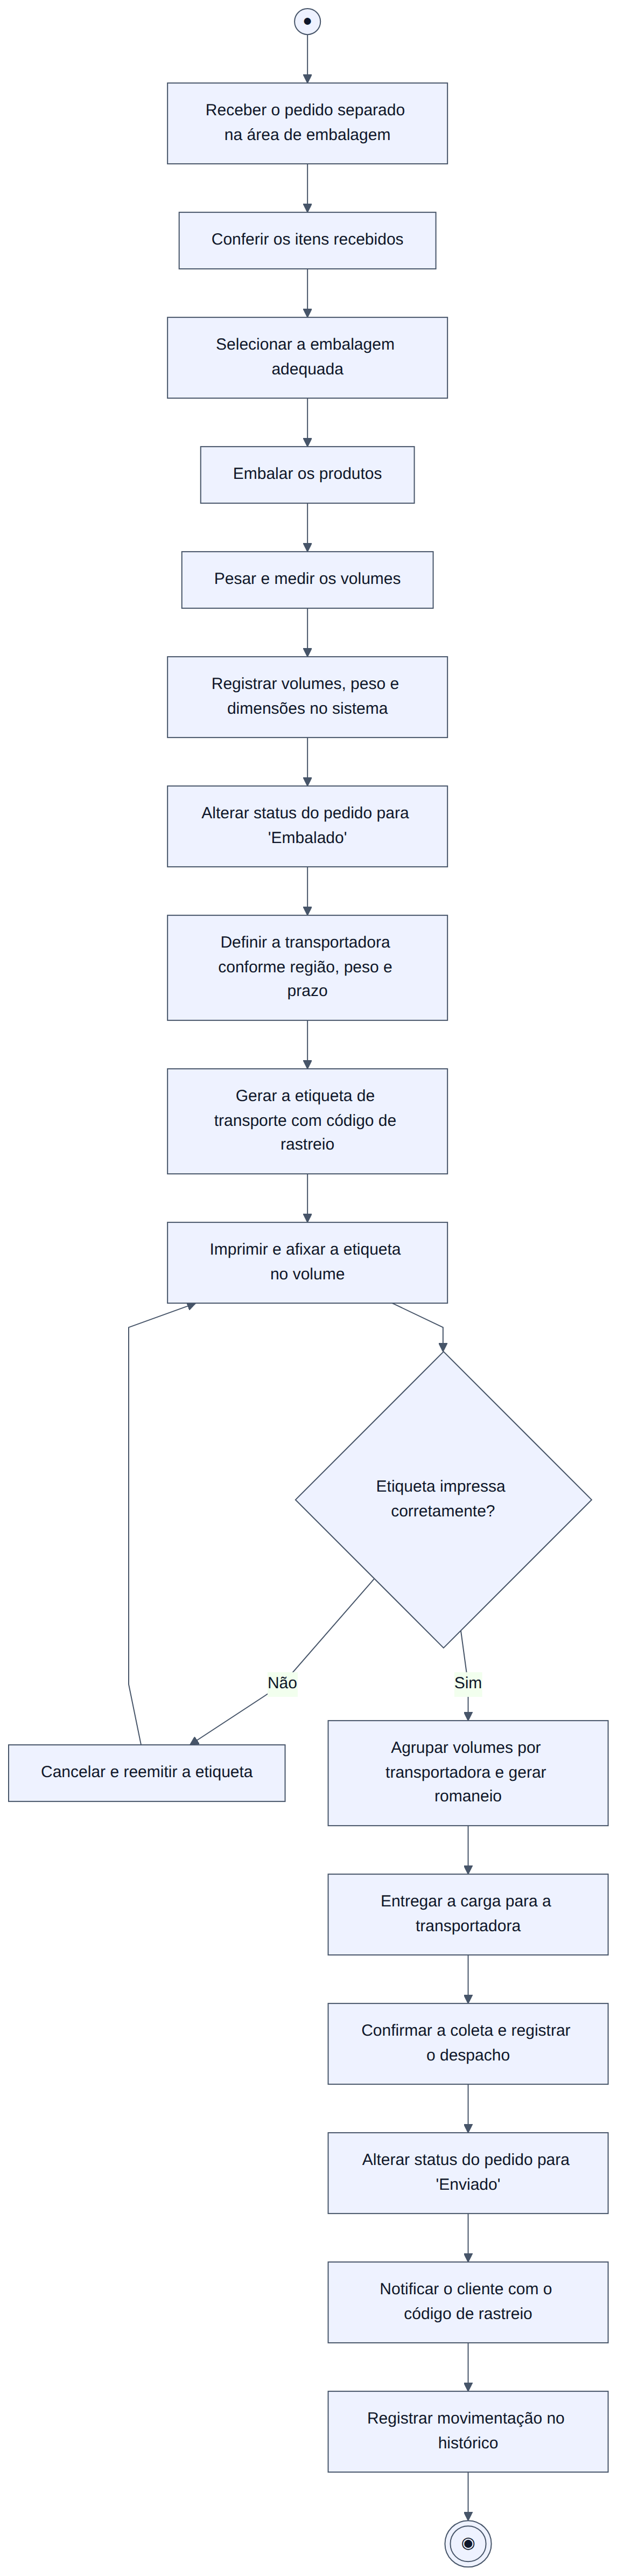 Receber o pedido separado
na área de embalagem
Conferir os itens recebidos
Selecionar a embalagem
adequada
Embalar os produtos
Pesar e medir os volumes
Registrar volumes, peso e
dimensões no sistema
Alterar status do pedido para
'Embalado'
Definir a transportadora
conforme região, peso e
prazo
Gerar a etiqueta de
transporte com código de
rastreio
Imprimir e afixar a etiqueta
no volume
Etiqueta impressa
corretamente?
Não
Sim
Cancelar e reemitir a etiqueta
Agrupar volumes por
transportadora e gerar
romaneio
Entregar a carga para a
transportadora
Confirmar a coleta e registrar
o despacho
Alterar status do pedido para
'Enviado'
Notificar o cliente com o
código de rastreio
Registrar movimentação no
histórico